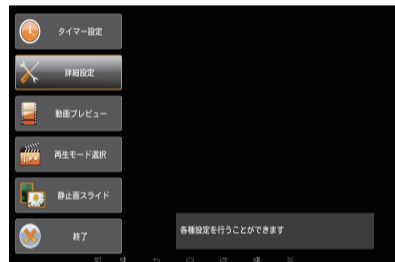 タイマー設定
詳細設定
動画プレビュー
再生モード選択
静止画スライド
終了
各種設定を行うことができます